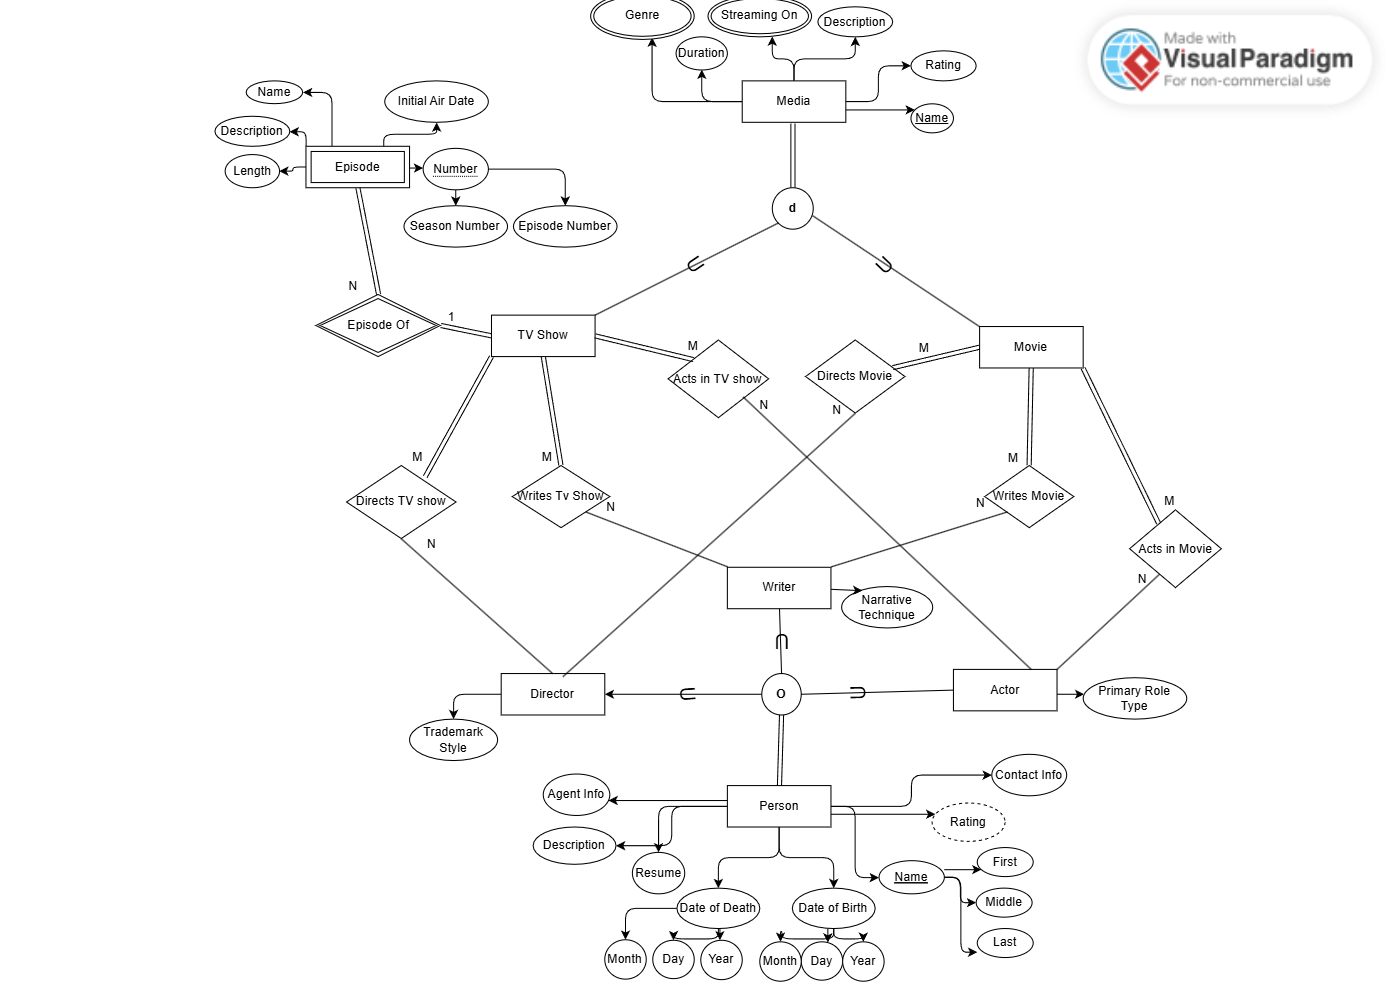 Genre
Streaming On
Description
Duration
Rating
Media
Name
Made with
Visual Paradigm
For non-commercial use
Name
Initial Air Date
Description
Episode
Length
Number
Season Number
Episode Number
d
N
Episode Of
1
TV Show
Movie
M
Acts in TV show
N
M
Directs Movie
N
M
Directs TV show
N
M
Writes Tv Show
N
M
N
Writes Movie
M
Acts in Movie
N
Writer
Narrative
Technique
Director
O
Actor
Trademark
Style
Primary Role
Type
Person
Agent Info
Contact Info
Description
Rating
Resume
Name
First
Middle
Last
Date of Death
Date of Birth
Month
Day
Year
Month
Day
Year